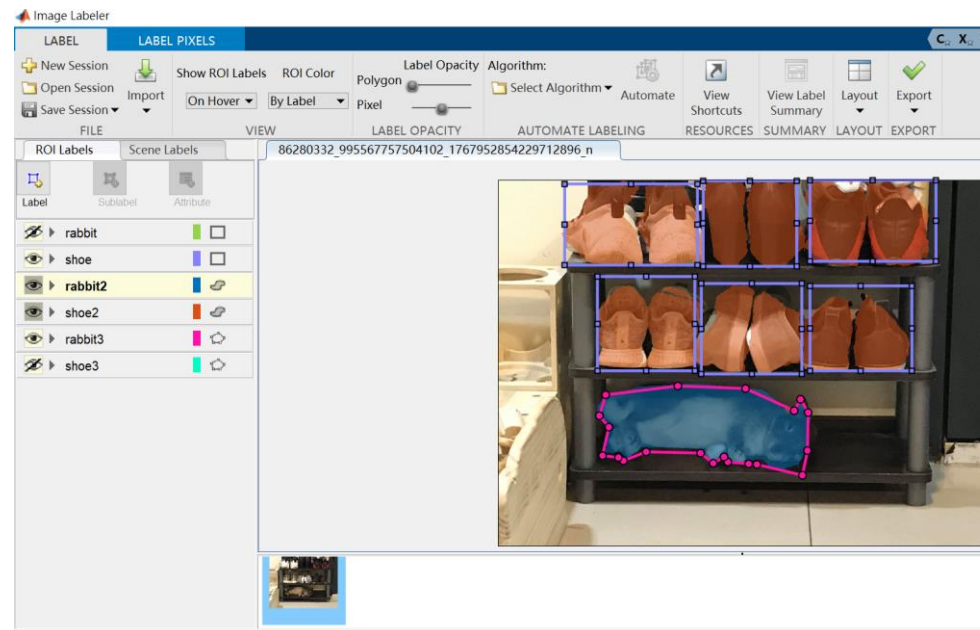 Image Labeler
LABEL LABEL PIXELS
New Session
Open Session
Save Session
Import
FILE
Show ROI Labels ROI Color
On Hover By Label
VIEW
Label Opacity
Polygon
Pixel
LABEL OPACITY
Algorithm:
Select Algorithm
Automate
AUTOMATE LABELING
View
Shortcuts
RESOURCES
View Label
Summary
SUMMARY
Layout
LAYOUT
Export
EXPORT
ROI Labels Scene Labels
Label Sublabel Attribute
rabbit
shoe
rabbit2
shoe2
rabbit3
shoe3
86280332_995567757504102_1767952854229712896_n